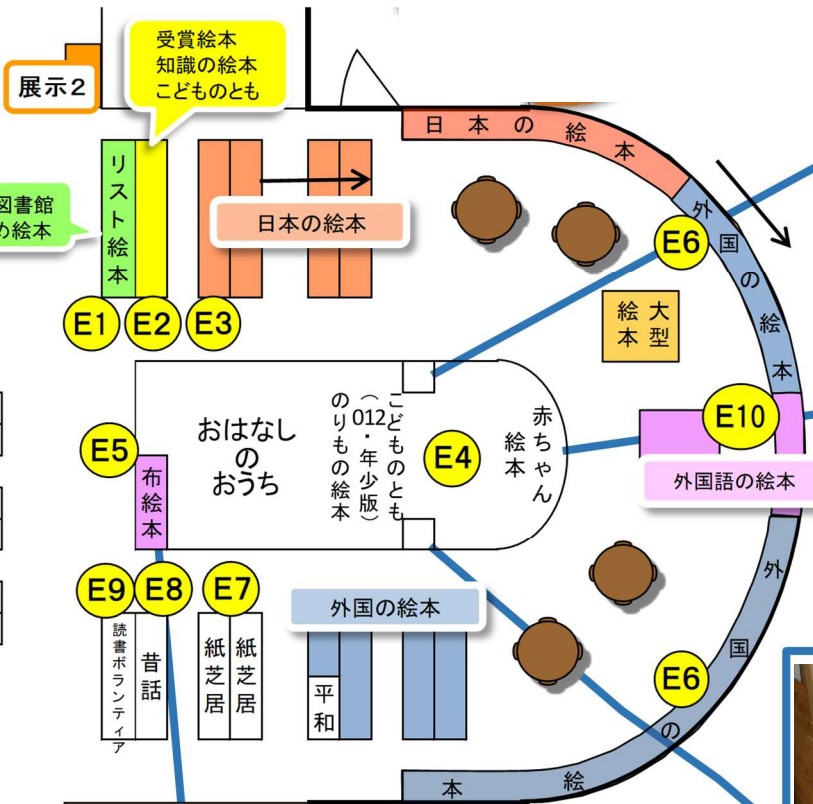 受賞絵本
知識の絵本
こどものとも
展示2
日本の絵本
リスト絵本
図書館
め絵本
日本の絵本
外国の絵本
E6
E1
E2
E3
大型
絵本
おはなし
の
おうち
こどものとも
（012・年少版）
のりもの絵本
E4
赤ちゃん
絵本
E10
外国語の絵本
E5
布絵本
E9
E8
E7
外国の絵本
読書ボランティア
昔話
紙芝居
紙芝居
平和
E6
外国の絵本